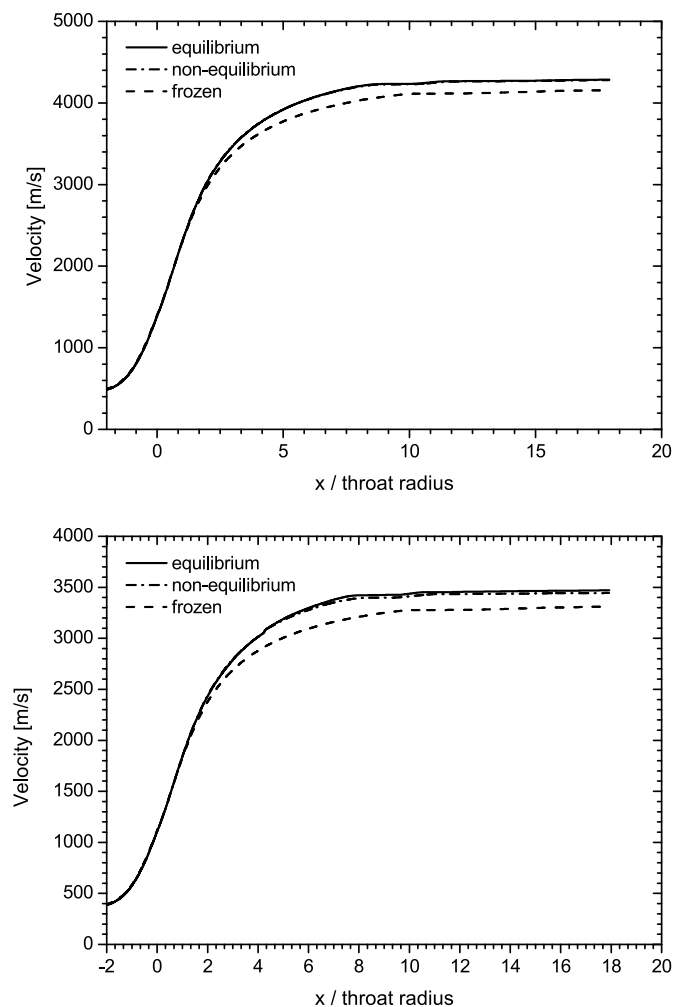 5000
4000
3000
2000
1000
0
Velocity [m/s]
equilibrium
non-equilibrium
frozen
0 5 10 15 20
x / throat radius
4000
3500
3000
2500
2000
1500
1000
500
0
Velocity [m/s]
equilibrium
non-equilibrium
frozen
-2 0 2 4 6 8 10 12 14 16 18 20
x / throat radius